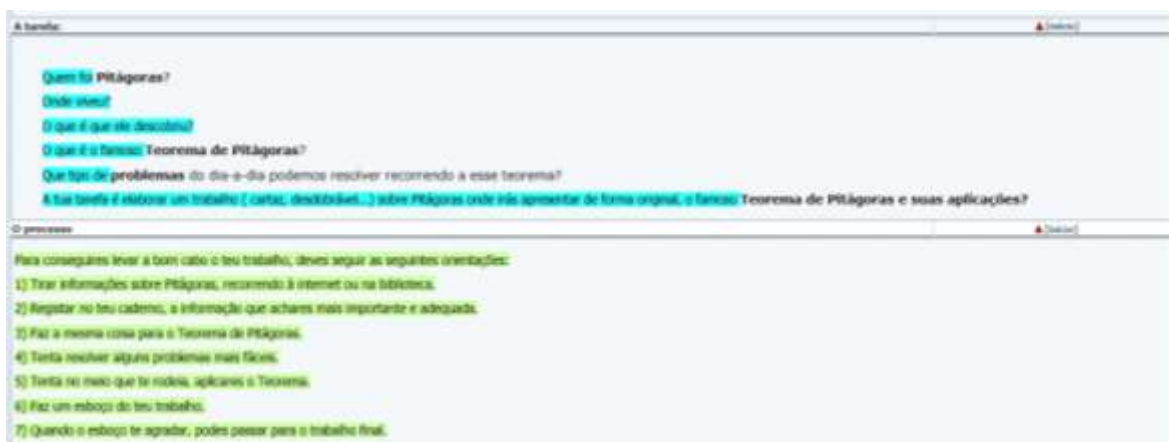 A tarefa: [Início]
Quem foi Pitágoras?
Onde viveu?
O que é que ele descobriu?
O que é o famoso Teorema de Pitágoras?
Que tipo de problemas do dia-a-dia podemos resolver recorrendo a esse teorema?
A tua tarefa é elaborar um trabalho ( cartaz, desdobrável...) sobre Pitágoras onde irás apresentar de forma original, o famoso Teorema de Pitágoras e suas aplicações?
O processo [Início]
Para conseguires levar a bom cabo o teu trabalho, deves seguir as seguintes orientações:
1) Tirar informações sobre Pitágoras, recorrendo à internet ou na biblioteca.
2) Registar no teu caderno, a informação que achares mais importante e adequada.
3) Faz a mesma coisa para o Teorema de Pitágoras.
4) Tenta resolver alguns problemas mais fáceis.
5) Tenta no meio que te rodeia, aplicares o Teorema.
6) Faz um esboço do teu trabalho.
7) Quando o esboço te agradar, podes passar para o trabalho final.